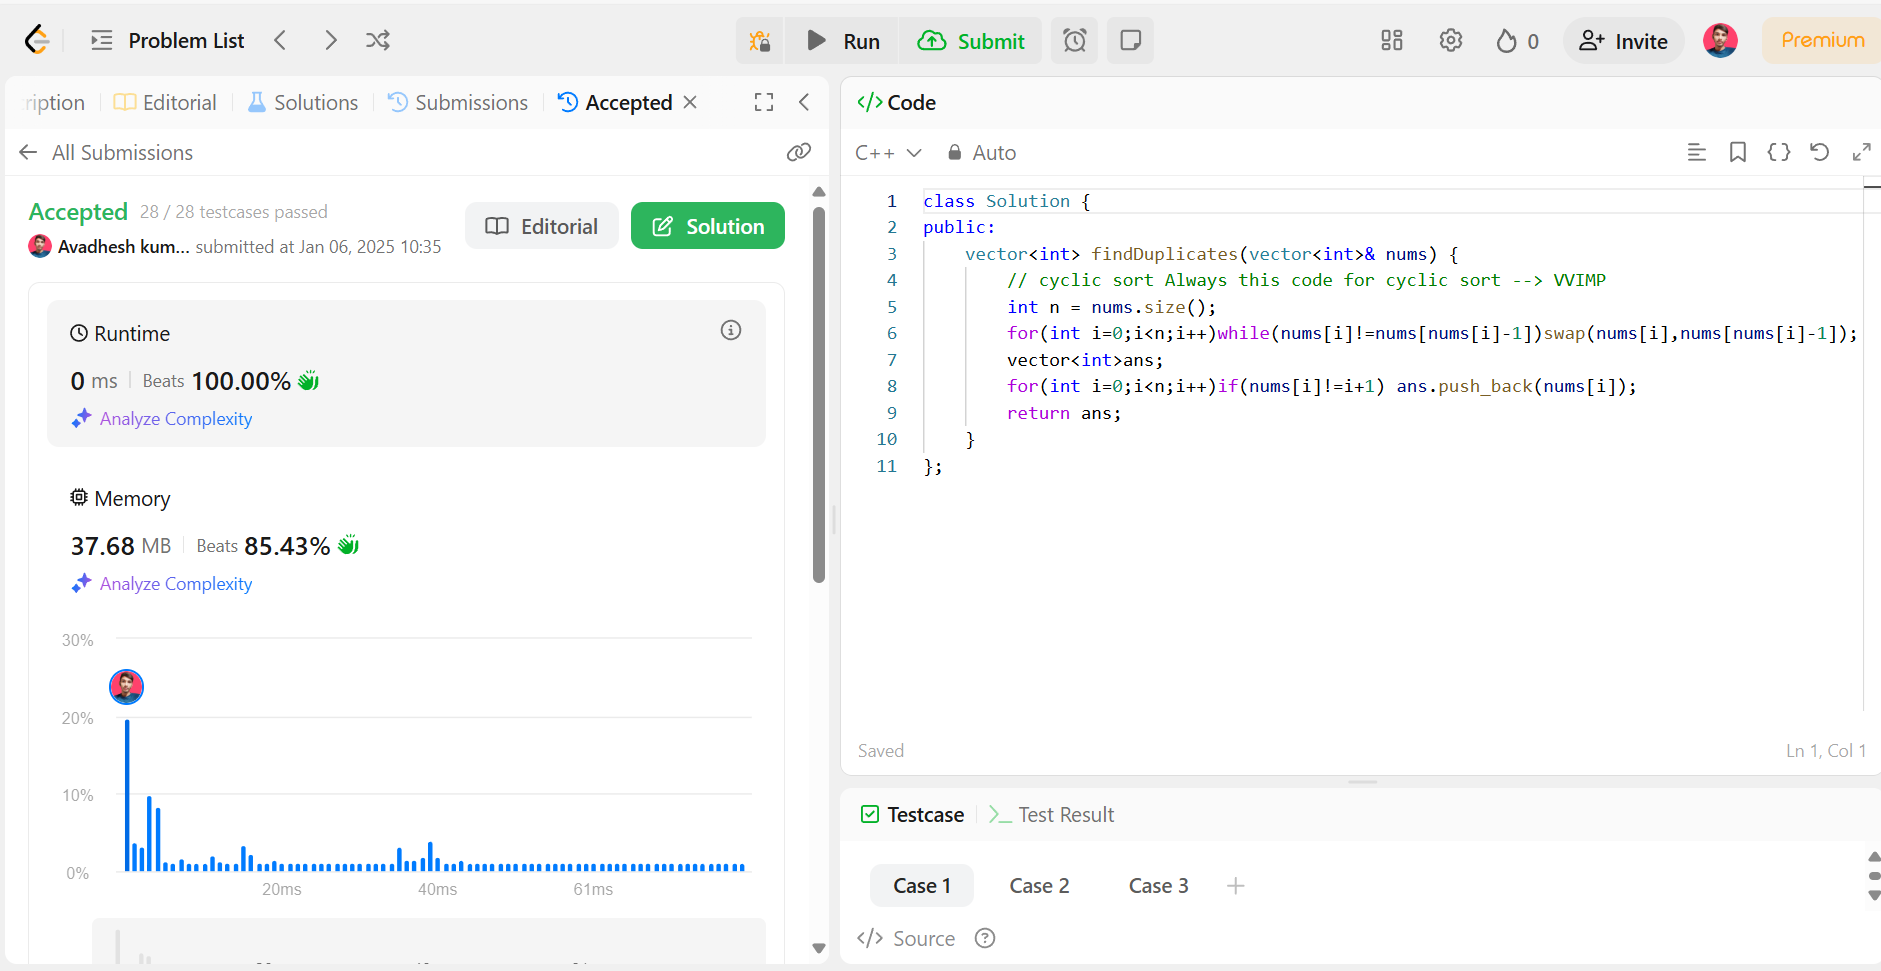 Problem List
Run
Submit
0
Invite
Premium
ription
Editorial
Solutions
Submissions
Accepted
All Submissions
Accepted 28 / 28 testcases passed
Avadhesh kum... submitted at Jan 06, 2025 10:35
Editorial
Solution
Runtime
0 ms Beats 100.00%
Analyze Complexity
Memory
37.68 MB Beats 85.43%
Analyze Complexity
30%
20%
10%
0%
20ms 40ms 61ms
</> Code
C++ Auto
1 class Solution {
2 public:
3 vector<int> findDuplicates(vector<int>& nums) {
4 // cyclic sort Always this code for cyclic sort --> VVIMP
5 int n = nums.size();
6 for(int i=0;i<n;i++)while(nums[i]!=nums[nums[i]-1])swap(nums[i],nums[nums[i]-1]);
7 vector<int>ans;
8 for(int i=0;i<n;i++)if(nums[i]!=i+1) ans.push_back(nums[i]);
9 return ans;
10 }
11 };
Saved
Ln 1, Col 1
Testcase
Test Result
Case 1 Case 2 Case 3 +
</> Source